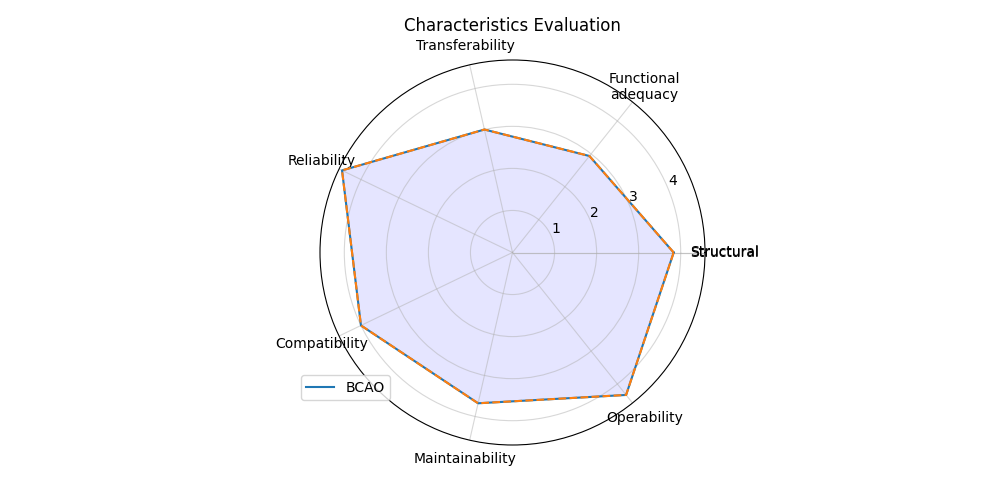 Characteristics Evaluation
Transferability
Functional
adequacy
Reliability
4
3
2
1
Structural
Compatibility
BCAO
Operability
Maintainability